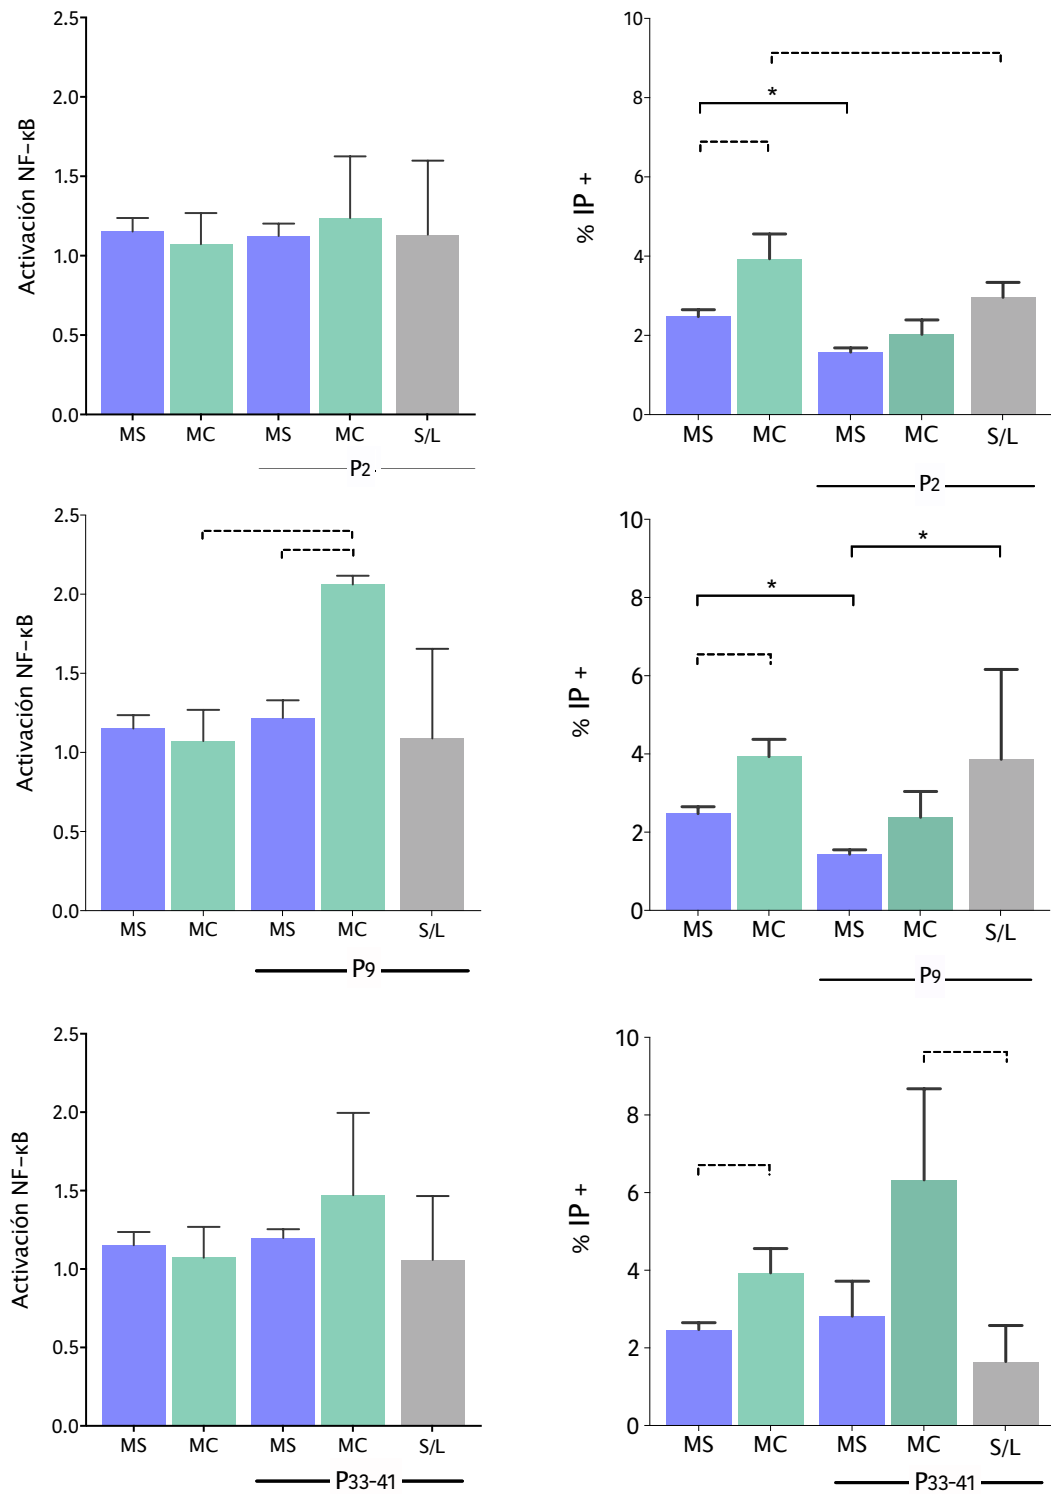 Activación NF-κB
2.5
2.0
1.5
1.0
0.5
0.0
MS MC MS MC S/L
P2
% IP +
10
8
6
4
2
0
*
MS MC MS MC S/L
P2
Activación NF-κB
2.5
2.0
1.5
1.0
0.5
0.0
MS MC MS MC S/L
P9
% IP +
10
8
6
4
2
0
*
*
MS MC MS MC S/L
P9
Activación NF-κB
2.5
2.0
1.5
1.0
0.5
0.0
MS MC MS MC S/L
P33-41
% IP +
10
8
6
4
2
0
MS MC MS MC S/L
P33-41